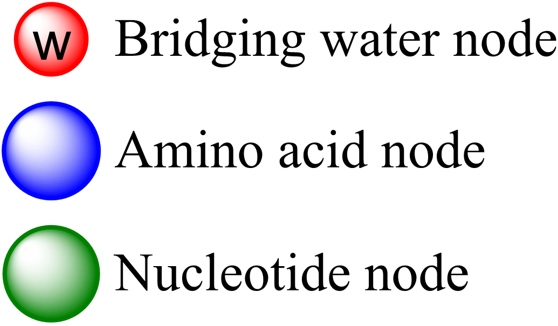 w Bridging water node
Amino acid node
Nucleotide node